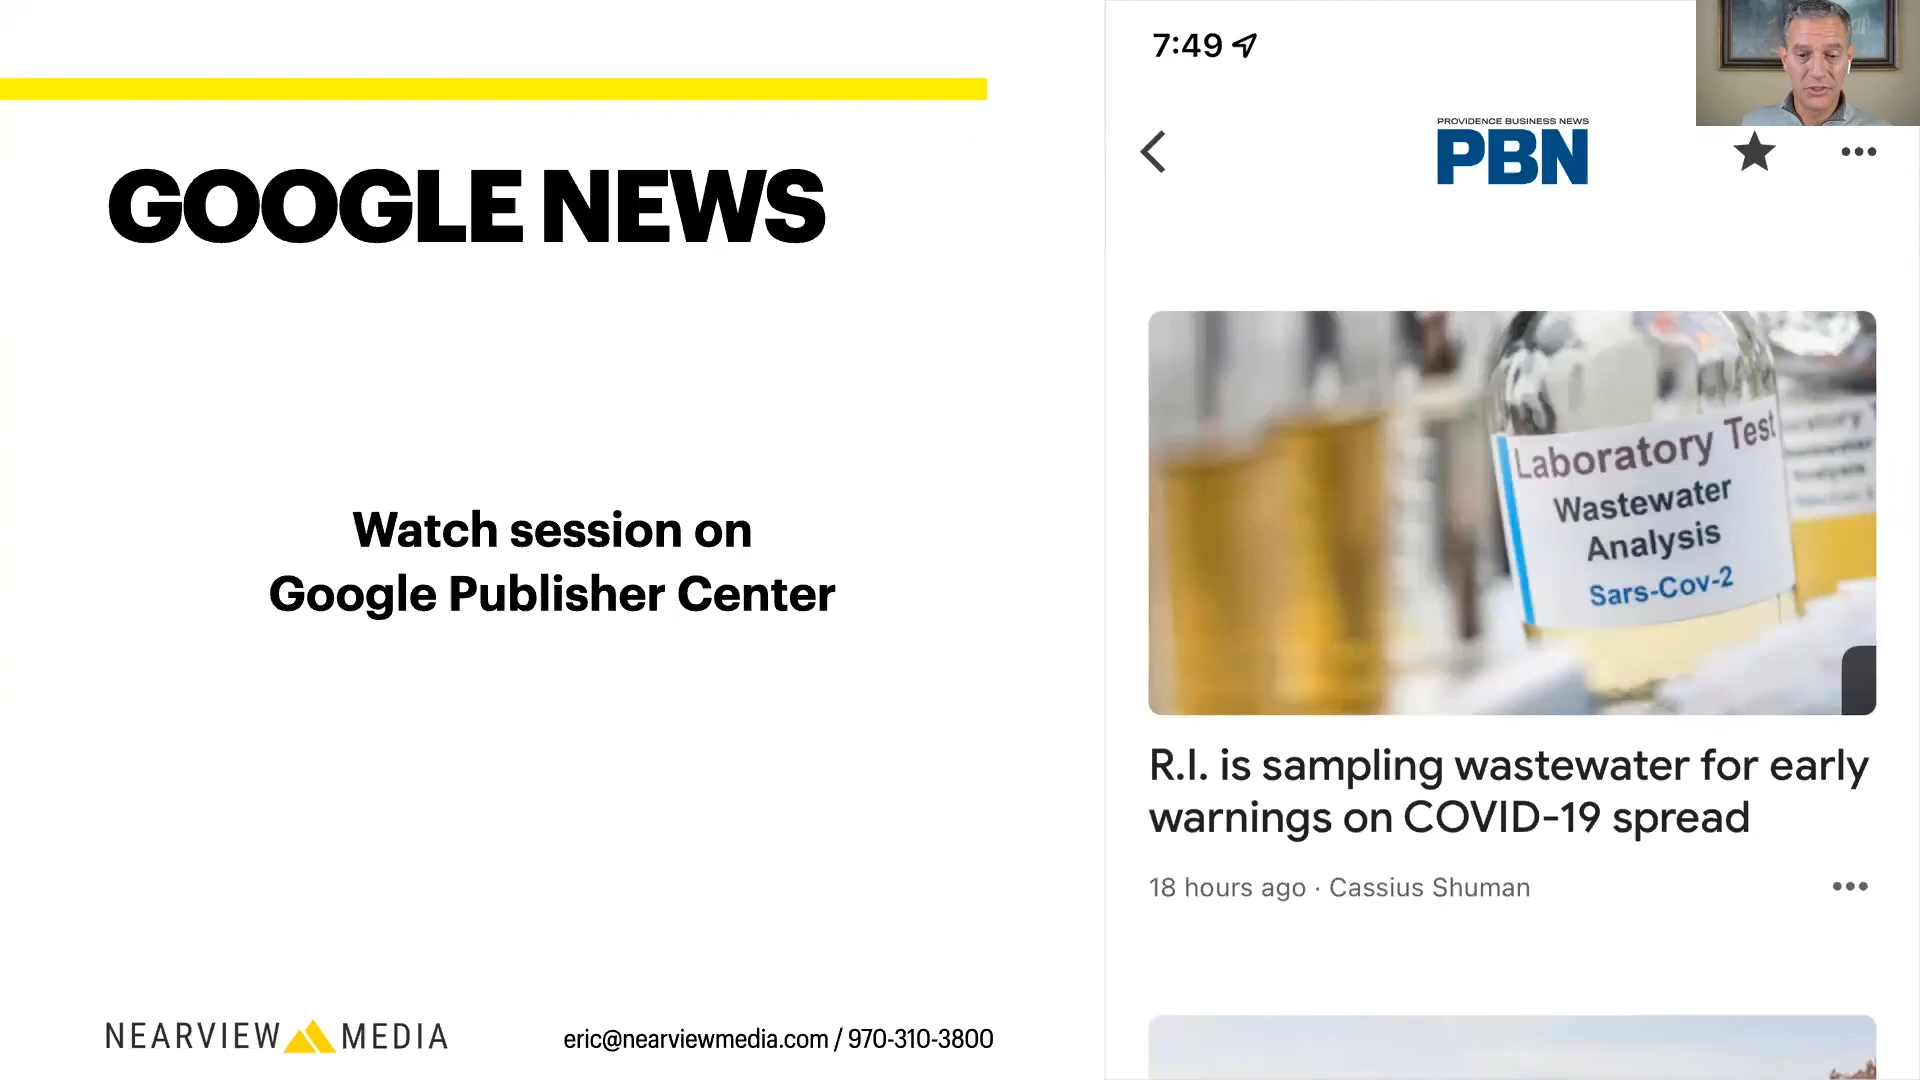 GOOGLE NEWS
Watch session on
Google Publisher Center
NEARVIEW MEDIA
eric@nearviewmedia.com / 970-310-3800
7:49
PROVIDENCE BUSINESS NEWS
PBN
Laboratory Test
Wastewater
Analysis
Sars-Cov-2
R.I. is sampling wastewater for early
warnings on COVID-19 spread
18 hours ago · Cassius Shuman